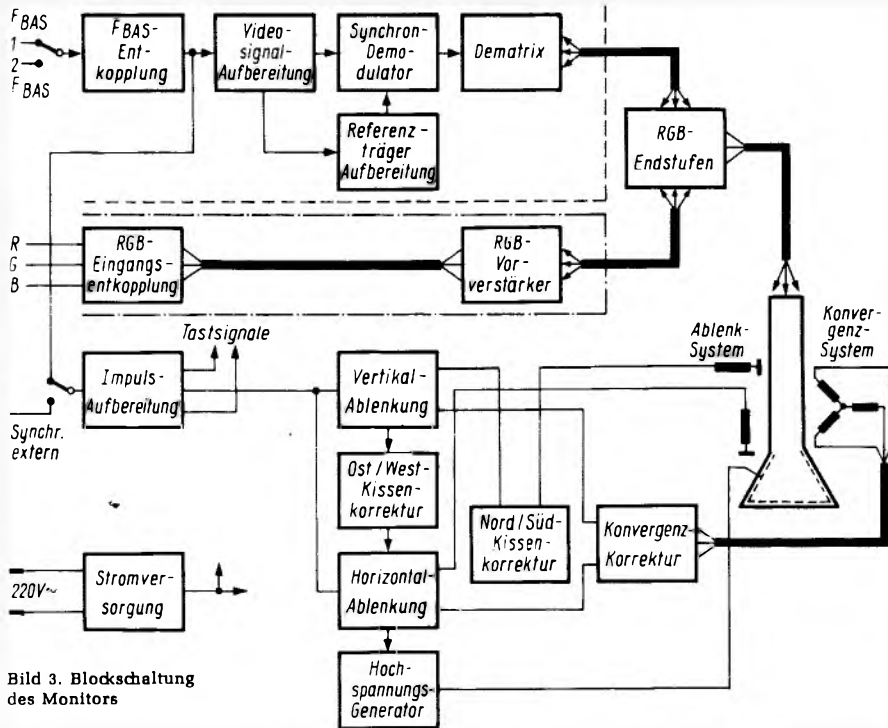 FBAS
1
2
FBAS
FBAS-
Ent-
kopplung
Video-
signal-
Aufbereitung
Synchron-
Demo-
dulator
Dematrix
Referenz-
träger
Aufbereitung
RGB-
Endstufen
R
G
B
RGB-
Eingangs-
entkopplung
RGB-
Vor-
verstärker
Tastsignale
Ablenk-
System
Konver-
genz-
System
Impuls-
Aufbereitung
Synchr.
extern
Vertikal-
Ablenkung
Ost/West-
Kissen-
korrektur
Nord/Süd-
Kissen-
korrektur
Konvergenz-
Korrektur
220V~
Stromver-
sorgung
Horizontal-
Ablenkung
Hoch-
spannungs-
Generator
Bild 3. Blockschaltung
des Monitors